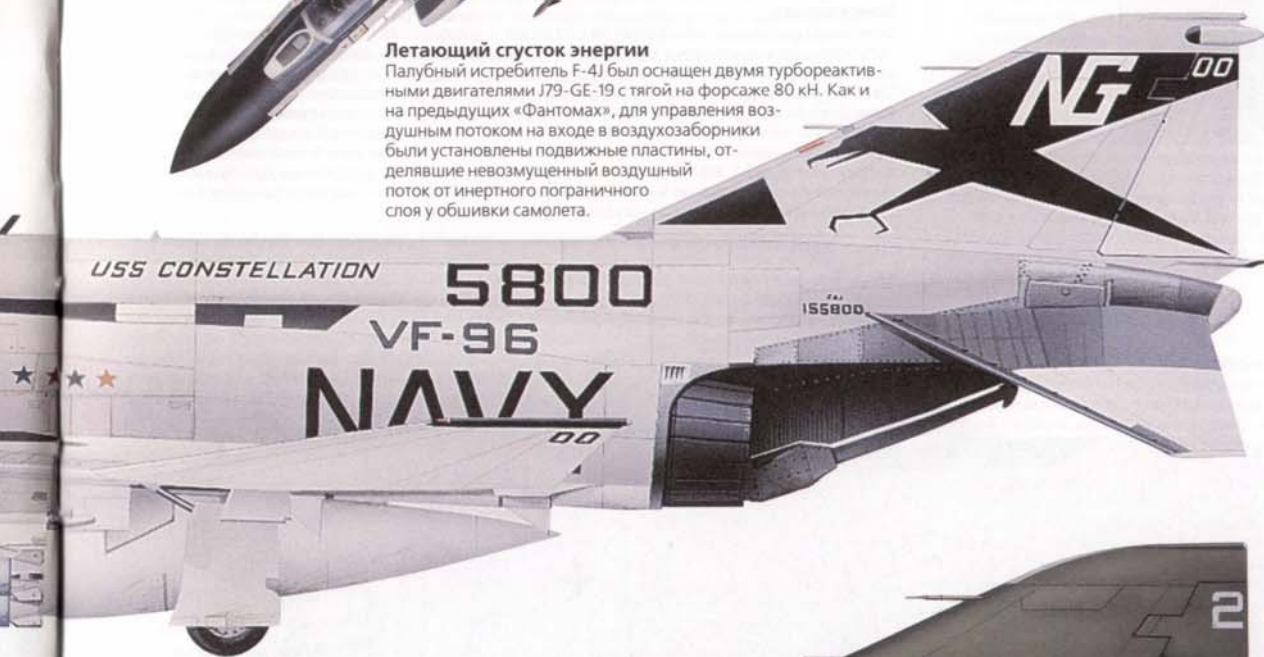 Летающий сгусток энергии
Палубный истребитель F-4J был оснащен двумя турбореактив-
ными двигателями J79-GE-19 с тягой на форсаже 80 кН. Как и
на предыдущих «Фантомах», для управления воз-
душным потоком на входе в воздухозаборники
были установлены подвижные пластины, от-
делявшие невозмущенный воздушный
поток от инертного пограничного
слоя у обшивки самолета.
NG 00
USS CONSTELLATION
5800
VF-96
NAVY
00
F4J
155800
2